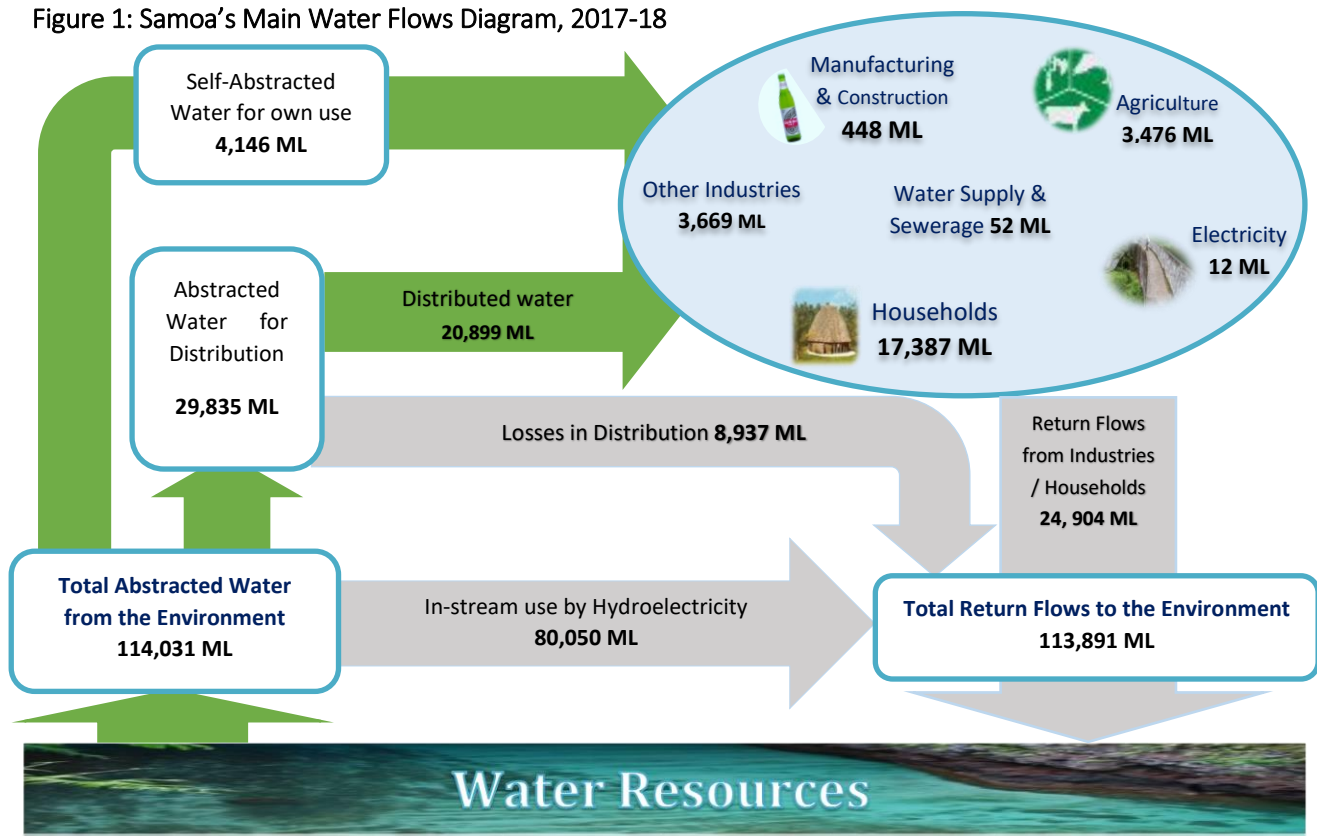 Figure 1: Samoa’s Main Water Flows Diagram, 2017-18
Self-Abstracted
Water for own use
4,146 ML
Manufacturing
& Construction
448 ML
Agriculture
3,476 ML
Other Industries
3,669 ML
Water Supply &
Sewerage 52 ML
Electricity
12 ML
Households
17,387 ML
Abstracted
Water for
Distribution
29,835 ML
Distributed water
20,899 ML
Losses in Distribution 8,937 ML
Return Flows
from Industries
/ Households
24, 904 ML
Total Abstracted Water
from the Environment
114,031 ML
In-stream use by Hydroelectricity
80,050 ML
Total Return Flows to the Environment
113,891 ML
Water Resources